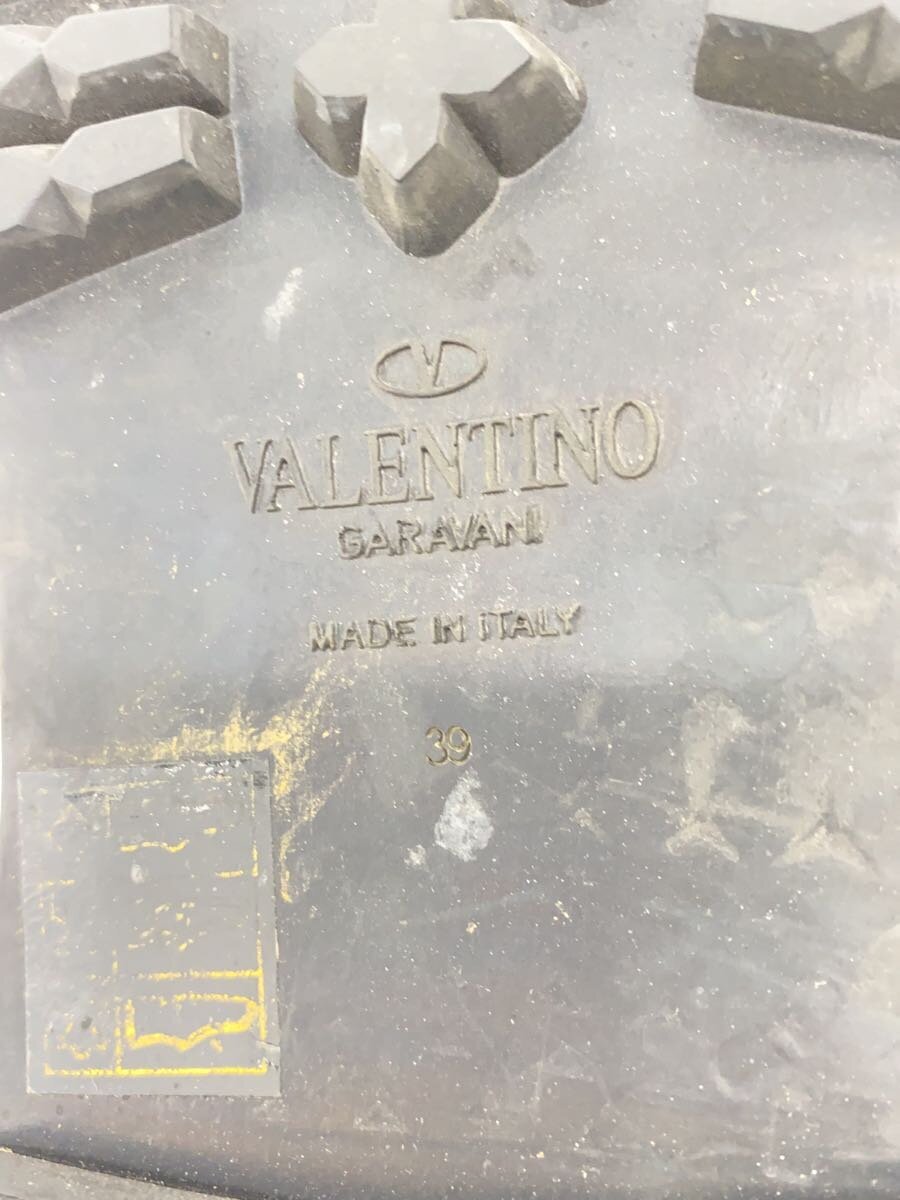 V
VALENTINO
GARAVANI
MADE IN ITALY
39